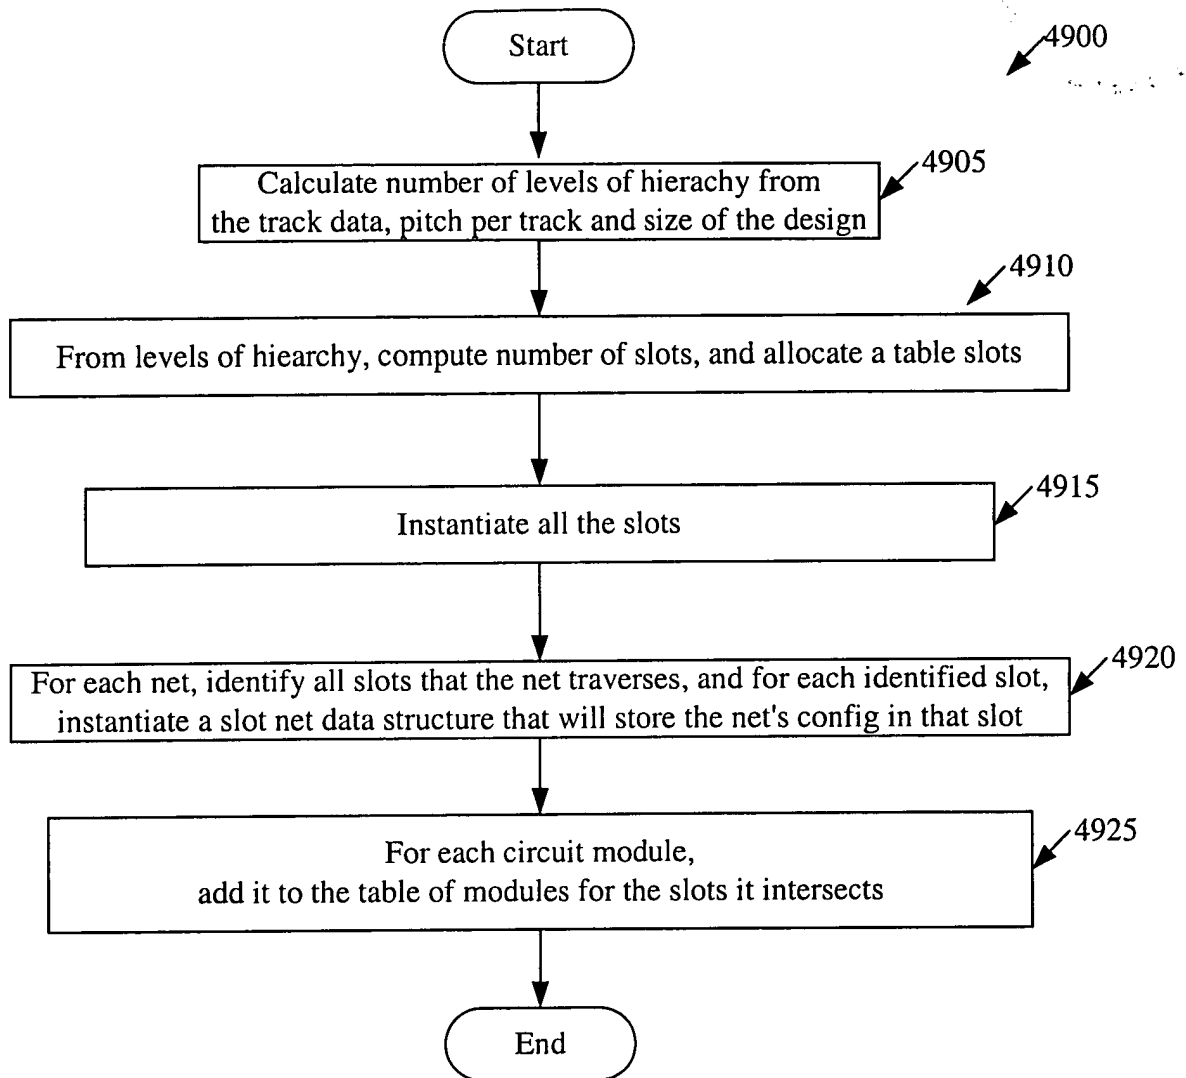 Start
4900
4905
Calculate number of levels of hierachy from
the track data, pitch per track and size of the design
4910
From levels of hiearchy, compute number of slots, and allocate a table slots
4915
Instantiate all the slots
4920
For each net, identify all slots that the net traverses, and for each identified slot,
instantiate a slot net data structure that will store the net's config in that slot
4925
For each circuit module,
add it to the table of modules for the slots it intersects
End